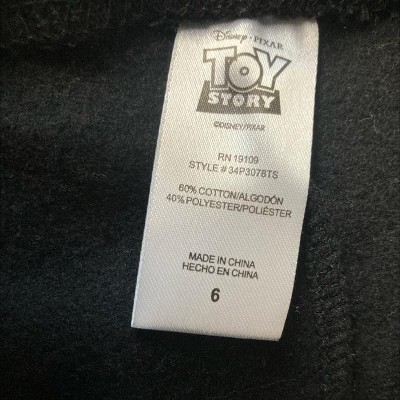 Disney · PIXAR
TOY
STORY
©DISNEY/PIXAR
RN 19109
STYLE # 34P3078TS
60% COTTON/ALGODÓN
40% POLYESTER/POLIÉSTER
MADE IN CHINA
HECHO EN CHINA
6